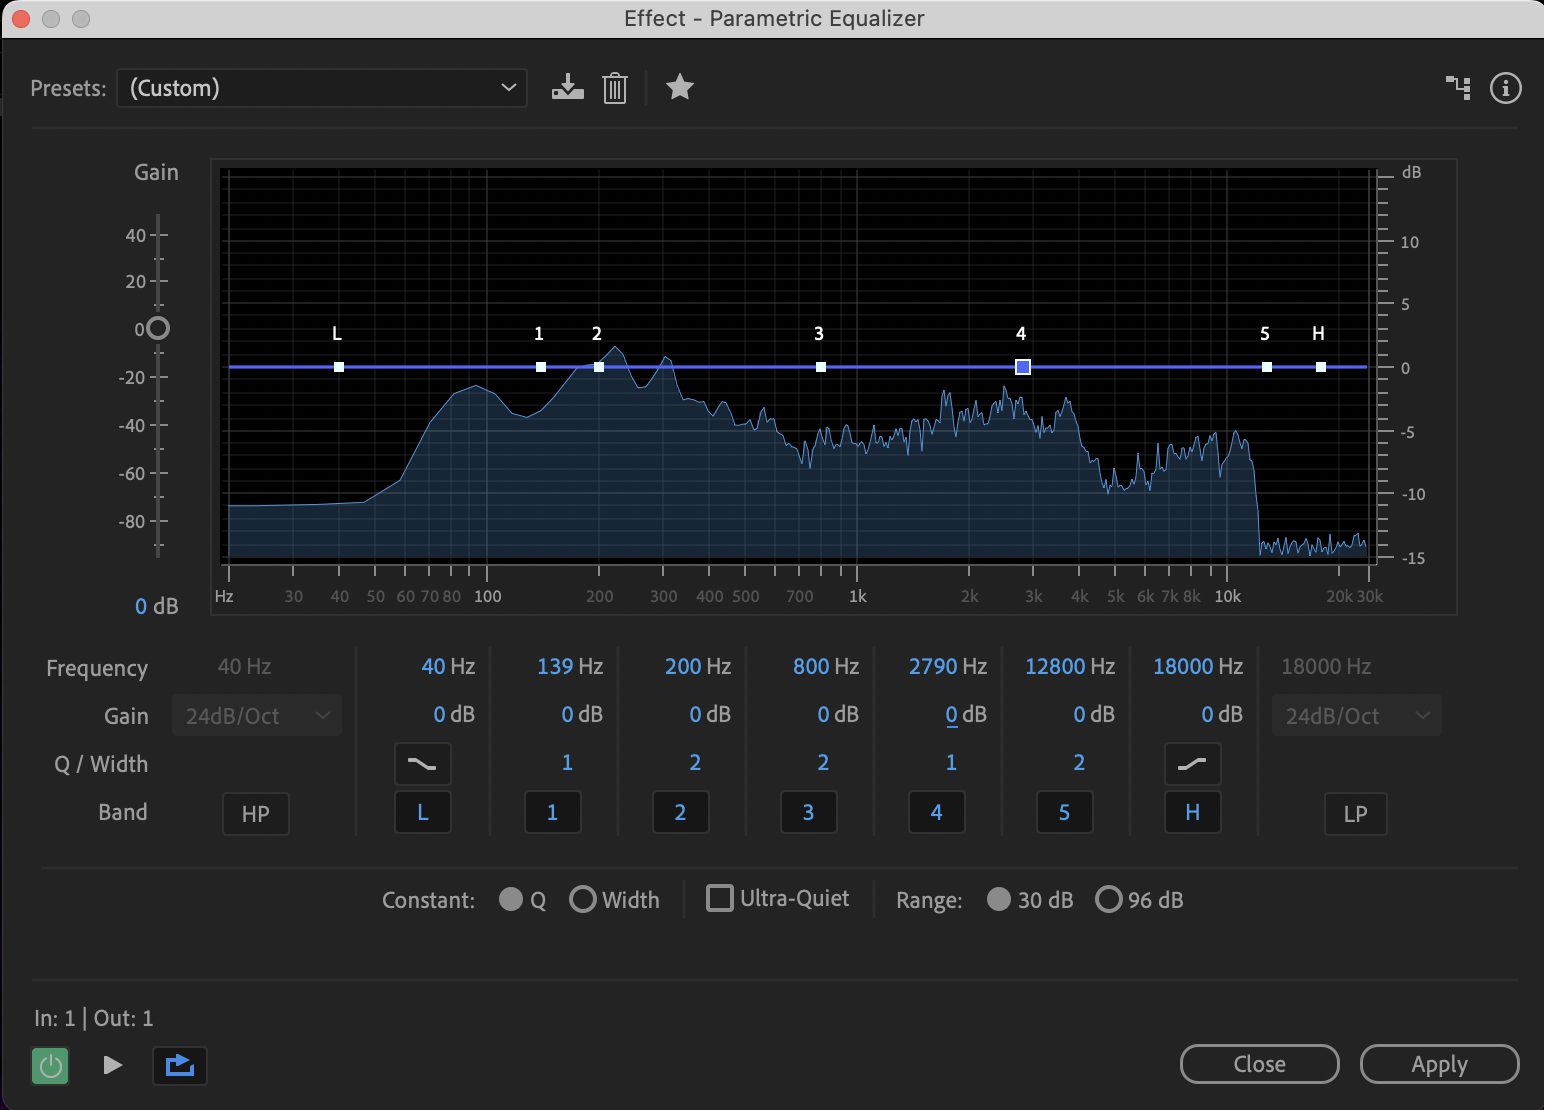 Effect - Parametric Equalizer
Presets: (Custom)
Gain
dB
40
20
0
-20
-40
-60
-80
0 dB
L 1 2 3 4 5 H
10
5
0
-5
-10
-15
Hz 30 40 50 60 70 80 100 200 300 400 500 700 1k 2k 3k 4k 5k 6k 7k 8k 10k 20k 30k
Frequency 40 Hz 40 Hz 139 Hz 200 Hz 800 Hz 2790 Hz 12800 Hz 18000 Hz 18000 Hz
Gain 24dB/Oct 0 dB 0 dB 0 dB 0 dB 0 dB 0 dB 0 dB 24dB/Oct
Q / Width 1 2 2 1 2
Band HP L 1 2 3 4 5 H LP
Constant: Q Width Ultra-Quiet Range: 30 dB 96 dB
In: 1 | Out: 1
Close Apply